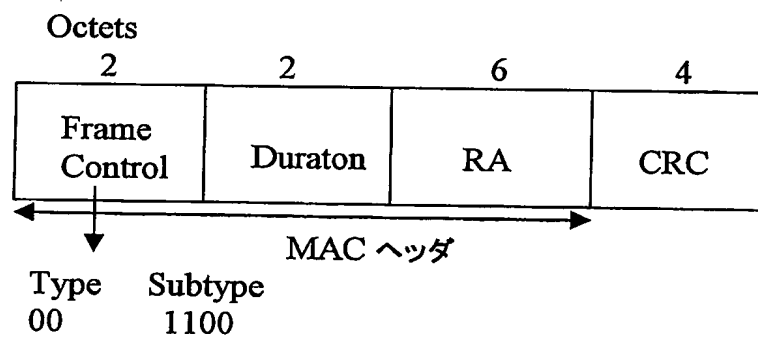 Octets
2 2 6 4
Frame Control Duraton RA CRC
MAC ヘッダ
Type Subtype
00 1100